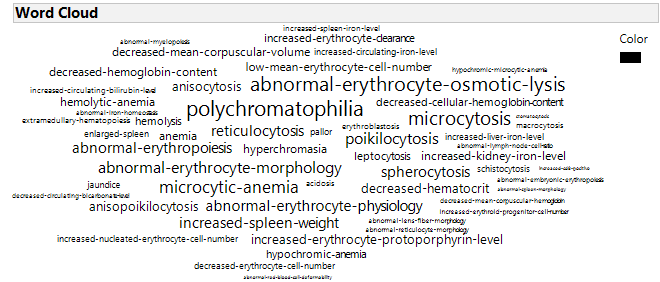 Word Cloud
increased-spleen-iron-level
Color
abnormal-myelopoiesis increased-erythrocyte-clearance
decreased-mean-corpuscular-volume increased-circulating-iron-level
decreased-hemoglobin-content low-mean-erythrocyte-cell-number hypochromic-microcytic-anemia
increased-circulating-bilirubin-level anisocytosis abnormal-erythrocyte-osmotic-lysis
hemolytic-anemia polychromatophilia decreased-cellular-hemoglobin-content
abnormal-iron-homeostasis
extramedullary-hematopoiesis hemolysis microcytosis
enlarged-spleen anemia reticulocytosis pallor erythroblastosis macrocytosis
poikilocytosis increased-liver-iron-level
abnormal-erythropoiesis hyperchromasia abnormal-lymph-node-cell-ratio
leptocytosis increased-kidney-iron-level
abnormal-erythrocyte-morphology spherocytosis schistocytosis
jaundice microcytic-anemia acidosis decreased-hematocrit abnormal-embryonic-erythropoiesis
abnormal-spleen-morphology
decreased-circulating-bicarbonate-level
anisopoikilocytosis abnormal-erythrocyte-physiology decreased-mean-corpuscular-hemoglobin
increased-erythroid-progenitor-cell-number
increased-spleen-weight abnormal-lens-fiber-morphology
abnormal-reticulocyte-morphology
increased-nucleated-erythrocyte-cell-number increased-erythrocyte-protoporphyrin-level
hypochromic-anemia
decreased-erythrocyte-cell-number
abnormal-red-blood-cell-deformability